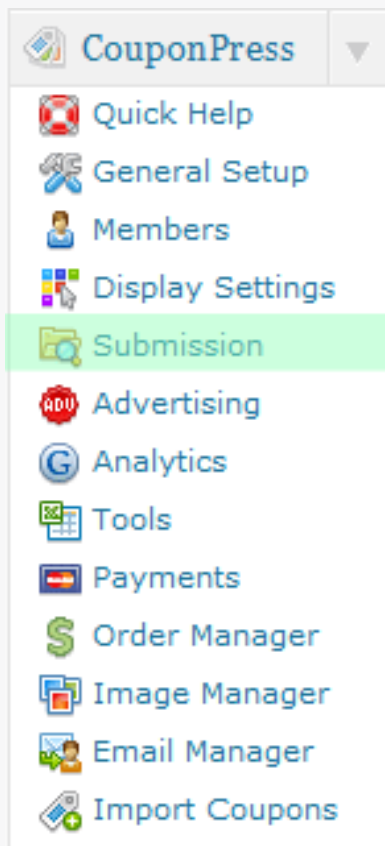 CouponPress
Quick Help
General Setup
Members
Display Settings
Submission
ADV Advertising
G Analytics
Tools
Payments
Order Manager
Image Manager
Email Manager
Import Coupons